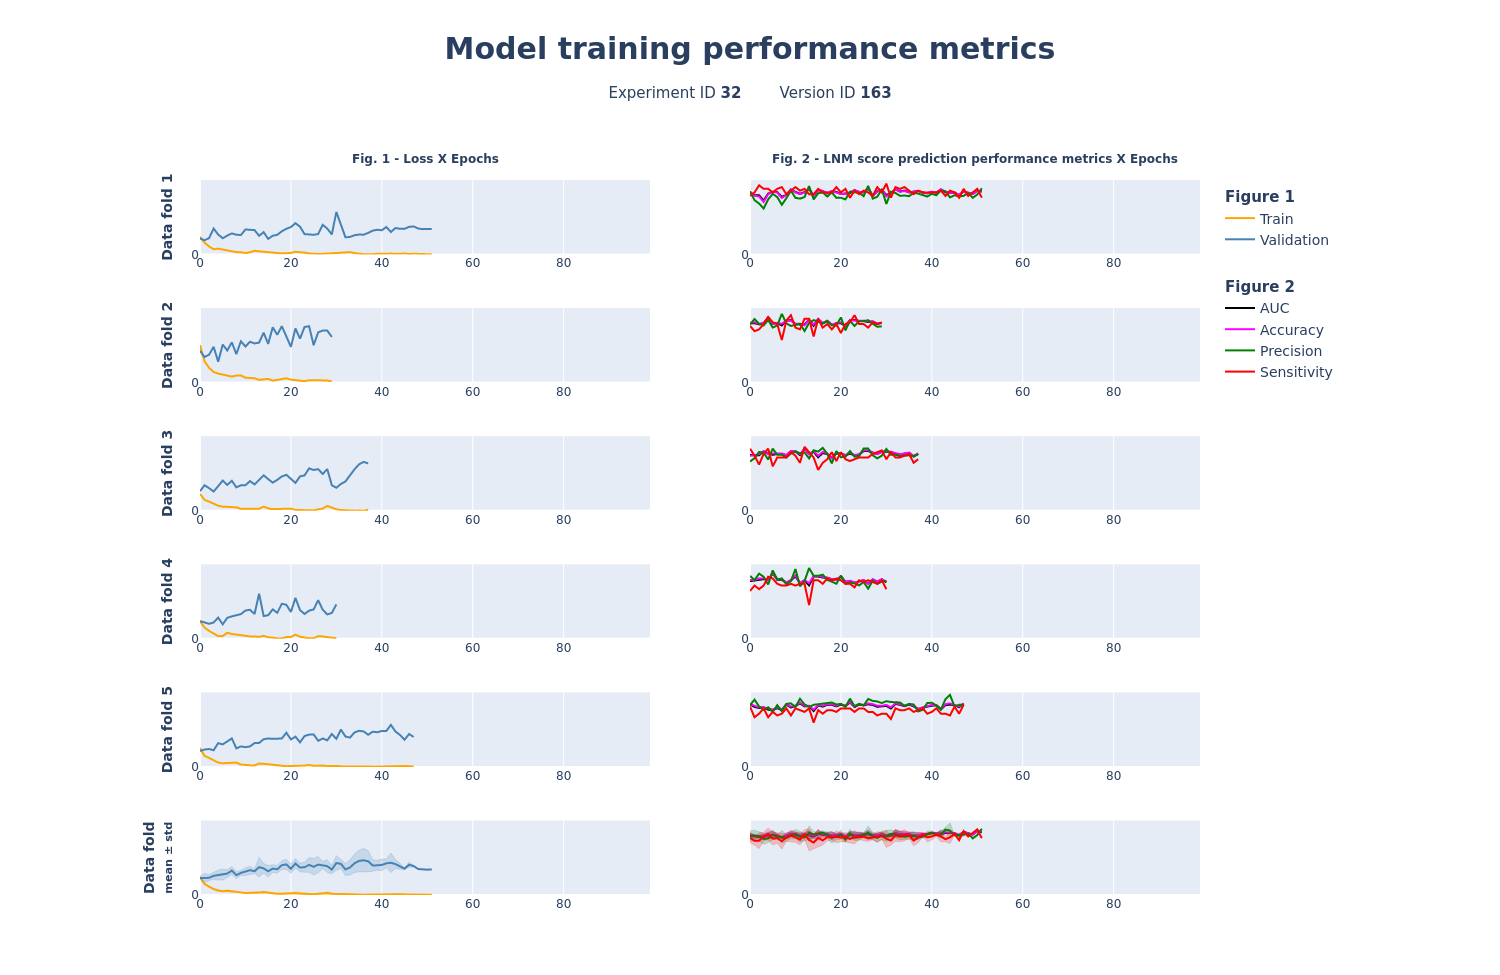 Model training performance metrics
Experiment ID 32 Version ID 163
Fig. 1 - Loss X Epochs
Fig. 2 - LNM score prediction performance metrics X Epochs
Data fold 1
0
0 20 40 60 80
0
0 20 40 60 80
Figure 1
Train
Validation
Figure 2
AUC
Accuracy
Precision
Sensitivity
Data fold 2
0
0 20 40 60 80
0
0 20 40 60 80
Data fold 3
0
0 20 40 60 80
0
0 20 40 60 80
Data fold 4
0
0 20 40 60 80
0
0 20 40 60 80
Data fold 5
0
0 20 40 60 80
0
0 20 40 60 80
Data fold
mean ± std
0
0 20 40 60 80
0
0 20 40 60 80